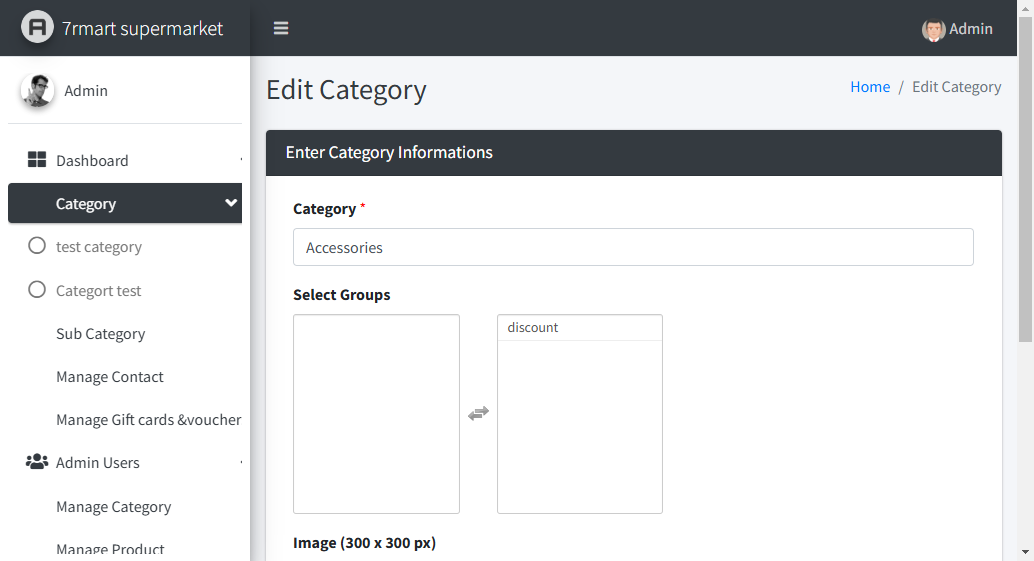 7rmart supermarket
Admin
Admin
Edit Category
Home / Edit Category
Dashboard
Category
test category
Categort test
Sub Category
Manage Contact
Manage Gift cards &voucher
Admin Users
Manage Category
Manage Product
Enter Category Informations
Category *
Accessories
Select Groups
discount
Image (300 x 300 px)